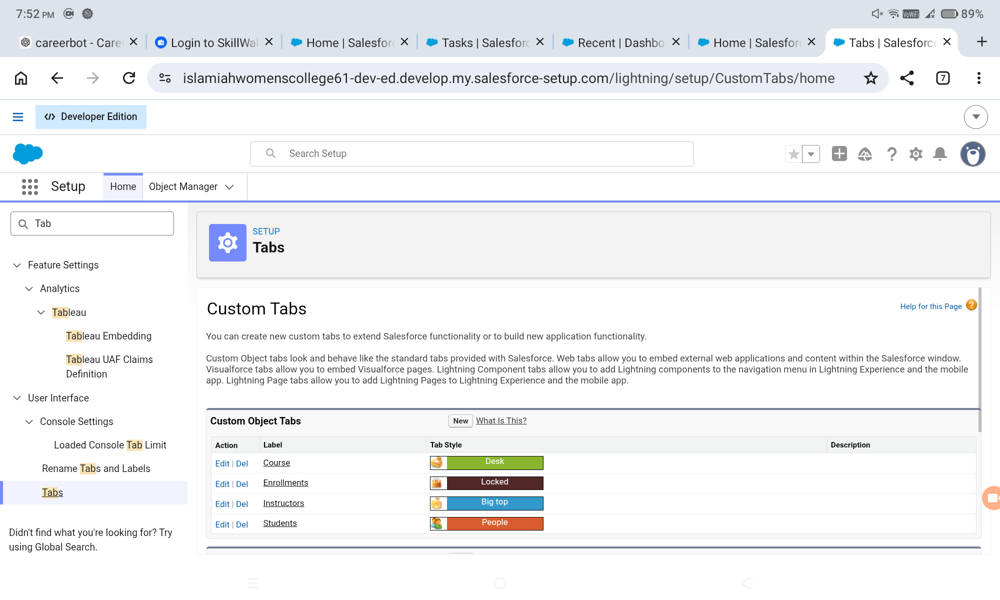 7:52 PM
VoWiFi
89%
careerbot - Caree
Login to SkillWal
Home | Salesforc
Tasks | Salesforc
Recent | Dashbo
Home | Salesforc
Tabs | Salesforce
islamiahwomenscollege61-dev-ed.develop.my.salesforce-setup.com/lightning/setup/CustomTabs/home
7
</> Developer Edition
Search Setup
Setup
Home
Object Manager
Tab
Feature Settings
Analytics
Tableau
Tableau Embedding
Tableau UAF Claims
Definition
User Interface
Console Settings
Loaded Console Tab Limit
Rename Tabs and Labels
Tabs
Didn't find what you're looking for? Try
using Global Search.
SETUP
Tabs
Custom Tabs
Help for this Page ?
You can create new custom tabs to extend Salesforce functionality or to build new application functionality.
Custom Object tabs look and behave like the standard tabs provided with Salesforce. Web tabs allow you to embed external web applications and content within the Salesforce window.
Visualforce tabs allow you to embed Visualforce pages. Lightning Component tabs allow you to add Lightning components to the navigation menu in Lightning Experience and the mobile
app. Lightning Page tabs allow you to add Lightning Pages to Lightning Experience and the mobile app.
Custom Object Tabs New What Is This?
Action Label Tab Style Description
Edit | Del Course Desk
Edit | Del Enrollments Locked
Edit | Del Instructors Big top
Edit | Del Students People